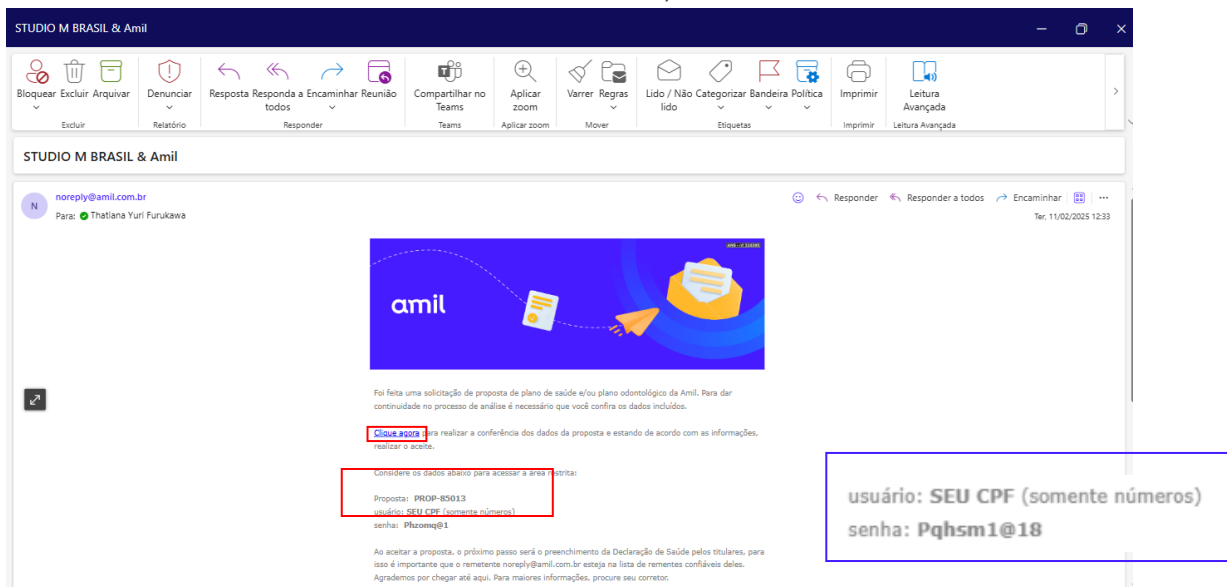 STUDIO M BRASIL & Amil
Bloquear Excluir Arquivar Denunciar Resposta Responda a todos Encaminhar Reunião Compartilhar no Teams Aplicar zoom Varrer Regras Lido / Não lido Categorizar Bandeira Política Imprimir Leitura Avançada
Excluir Relatório Responder Teams Aplicar zoom Mover Etiquetas Imprimir Leitura Avançada
STUDIO M BRASIL & Amil
N
noreply@amil.com.br
Para: Thatiana Yuri Furukawa
Responder Responder a todos Encaminhar
Ter, 11/02/2025 12:33
amil
Foi feita uma solicitação de proposta de plano de saúde e/ou plano odontológico da Amil. Para dar
continuidade no processo de análise é necessário que você confira os dados incluídos.
Clique agora para realizar a conferência dos dados da proposta e estando de acordo com as informações,
realizar o aceite.
Considere os dados abaixo para acessar a área restrita:
Proposta: PROP-85013
usuário: SEU CPF (somente números)
senha: Phzomq@1
Ao aceitar a proposta, o próximo passo será o preenchimento da Declaração de Saúde pelos titulares, para
isso é importante que o remetente noreply@amil.com.br esteja na lista de rementes confiáveis deles.
Agrademos por chegar até aqui. Para maiores informações, procure seu corretor.
usuário: SEU CPF (somente números)
senha: Pqhsm1@18